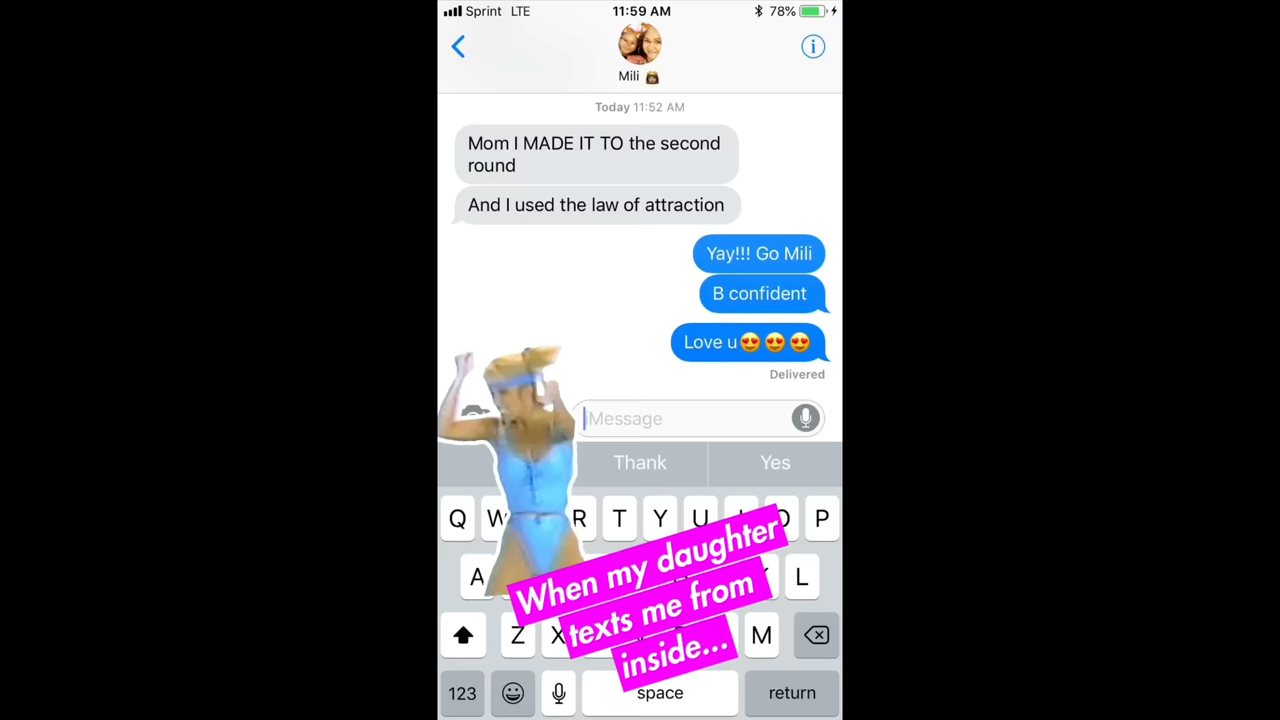 Sprint LTE 11:59 AM 78%
Mili
Today 11:52 AM
Mom I MADE IT TO the second
round
And I used the law of attraction
Yay!!! Go Mili
B confident
Love u😍😍😍
Delivered
iMessage
Thank Yes
Q W R T Y U O P
A L
Z X M
123 space return
When my daughter
texts me from
inside...